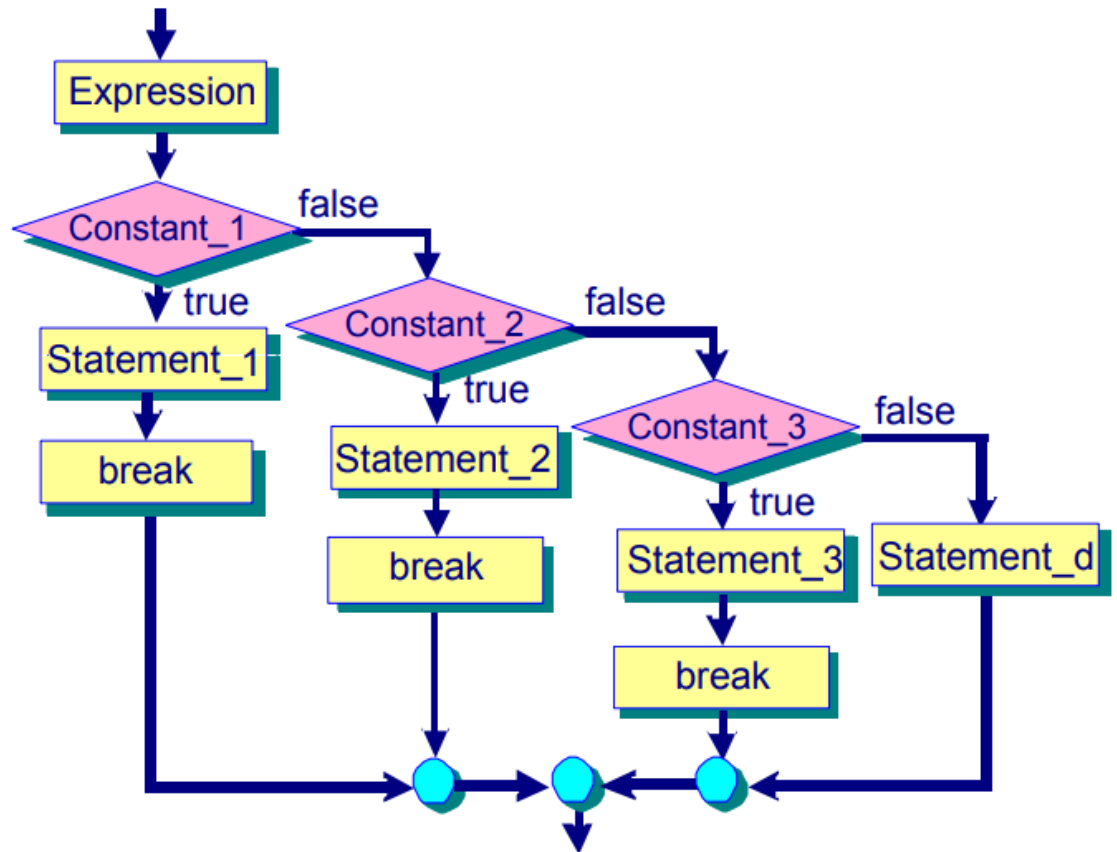 Expression
Constant_1
false
true
Statement_1
break
Constant_2
false
true
Statement_2
break
Constant_3
false
true
Statement_3
break
Statement_d